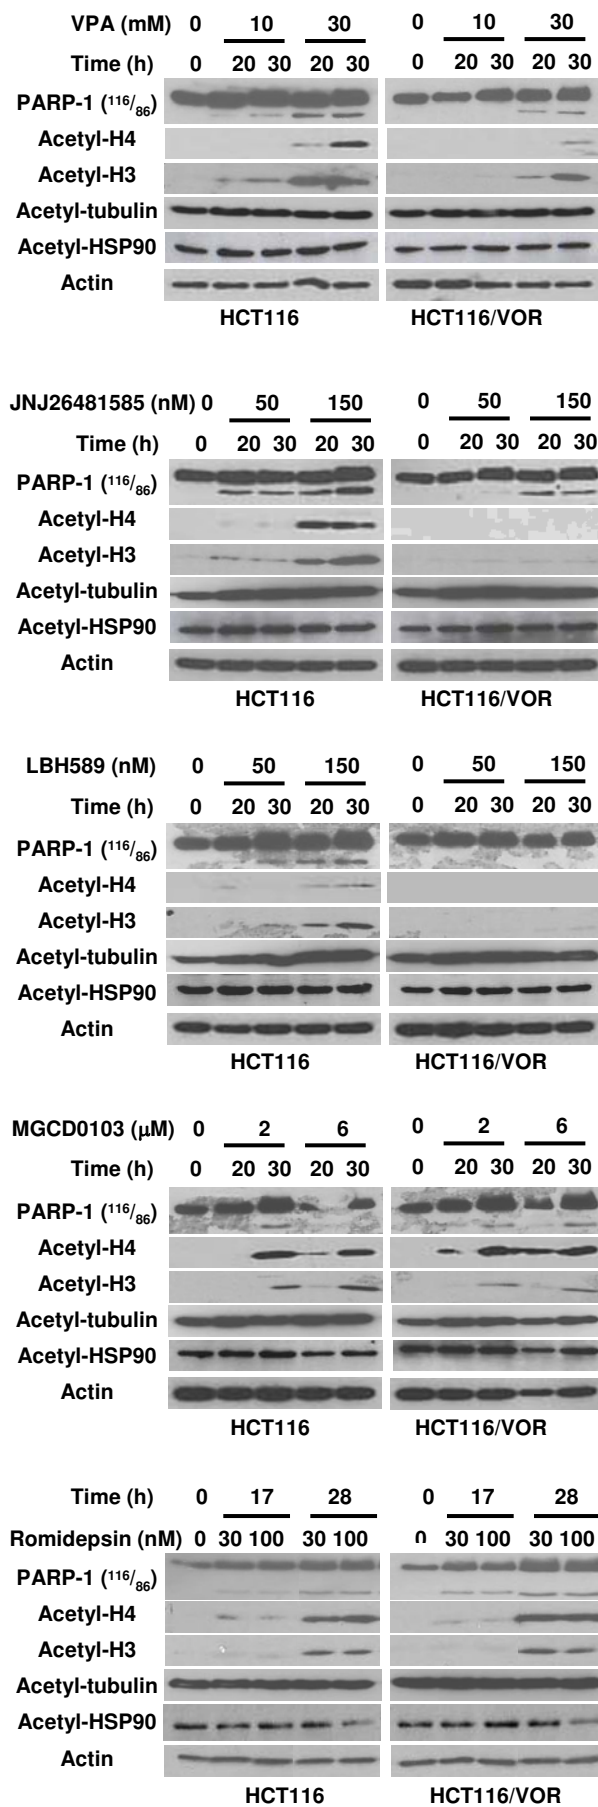 VPA (mM) 0 10 30 0 10 30
Time (h) 0 20 30 20 30 0 20 30 20 30
PARP-1 (116/86)
Acetyl-H4
Acetyl-H3
Acetyl-tubulin
Acetyl-HSP90
Actin
HCT116 HCT116/VOR
JNJ26481585 (nM) 0 50 150 0 50 150
Time (h) 0 20 30 20 30 0 20 30 20 30
PARP-1 (116/86)
Acetyl-H4
Acetyl-H3
Acetyl-tubulin
Acetyl-HSP90
Actin
HCT116 HCT116/VOR
LBH589 (nM) 0 50 150 0 50 150
Time (h) 0 20 30 20 30 0 20 30 20 30
PARP-1 (116/86)
Acetyl-H4
Acetyl-H3
Acetyl-tubulin
Acetyl-HSP90
Actin
HCT116 HCT116/VOR
MGCD0103 (μM) 0 2 6 0 2 6
Time (h) 0 20 30 20 30 0 20 30 20 30
PARP-1 (116/86)
Acetyl-H4
Acetyl-H3
Acetyl-tubulin
Acetyl-HSP90
Actin
HCT116 HCT116/VOR
Time (h) 0 17 28 0 17 28
Romidepsin (nM) 0 30 100 30 100 0 30 100 30 100
PARP-1 (116/86)
Acetyl-H4
Acetyl-H3
Acetyl-tubulin
Acetyl-HSP90
Actin
HCT116 HCT116/VOR